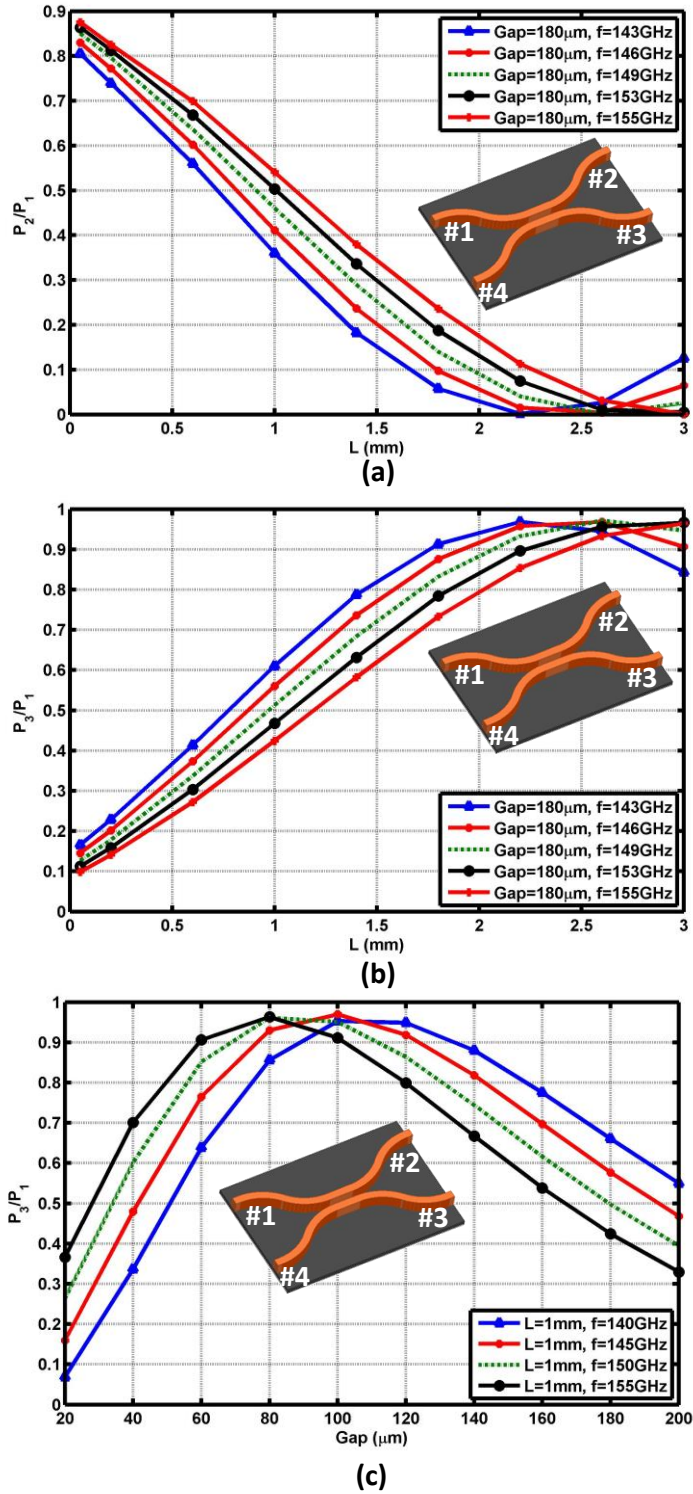 0.9
0.8
0.7
0.6
0.5
0.4
0.3
0.2
0.1
0
P2/P1
Gap=180μm, f=143GHz
Gap=180μm, f=146GHz
Gap=180μm, f=149GHz
Gap=180μm, f=153GHz
Gap=180μm, f=155GHz
#2
#1
#3
#4
0 0.5 1 1.5 2 2.5 3
L (mm)
(a)
1
0.9
0.8
0.7
0.6
0.5
0.4
0.3
0.2
0.1
0
P3/P1
#2
#1
#3
#4
Gap=180μm, f=143GHz
Gap=180μm, f=146GHz
Gap=180μm, f=149GHz
Gap=180μm, f=153GHz
Gap=180μm, f=155GHz
0 0.5 1 1.5 2 2.5 3
L (mm)
(b)
1
0.9
0.8
0.7
0.6
0.5
0.4
0.3
0.2
0.1
0
P3/P1
#2
#1
#3
#4
L=1mm, f=140GHz
L=1mm, f=145GHz
L=1mm, f=150GHz
L=1mm, f=155GHz
20 40 60 80 100 120 140 160 180 200
Gap (μm)
(c)